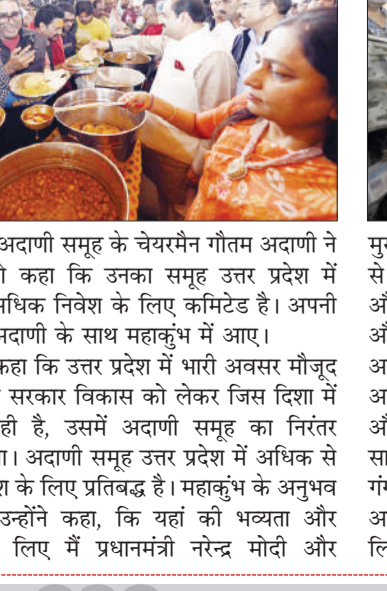 अदाणी समूह के चेयरमैन गौतम अदाणी ने
कहा कि उनका समूह उत्तर प्रदेश में
निवेश के लिए कमिटेड है। अपनी
अदाणी के साथ महाकुंभ में आए।
कहा कि उत्तर प्रदेश में भारी अवसर मौजूद
सरकार विकास को लेकर जिस दिशा में
है, उसमें अदाणी समूह का निरंतर
अदाणी समूह उत्तर प्रदेश में अधिक से
के लिए प्रतिबद्ध है। महाकुंभ के अनुभव
उन्होंने कहा, कि यहां की भव्यता और
लिए मैं प्रधानमंत्री नरेन्द्र मोदी और
से